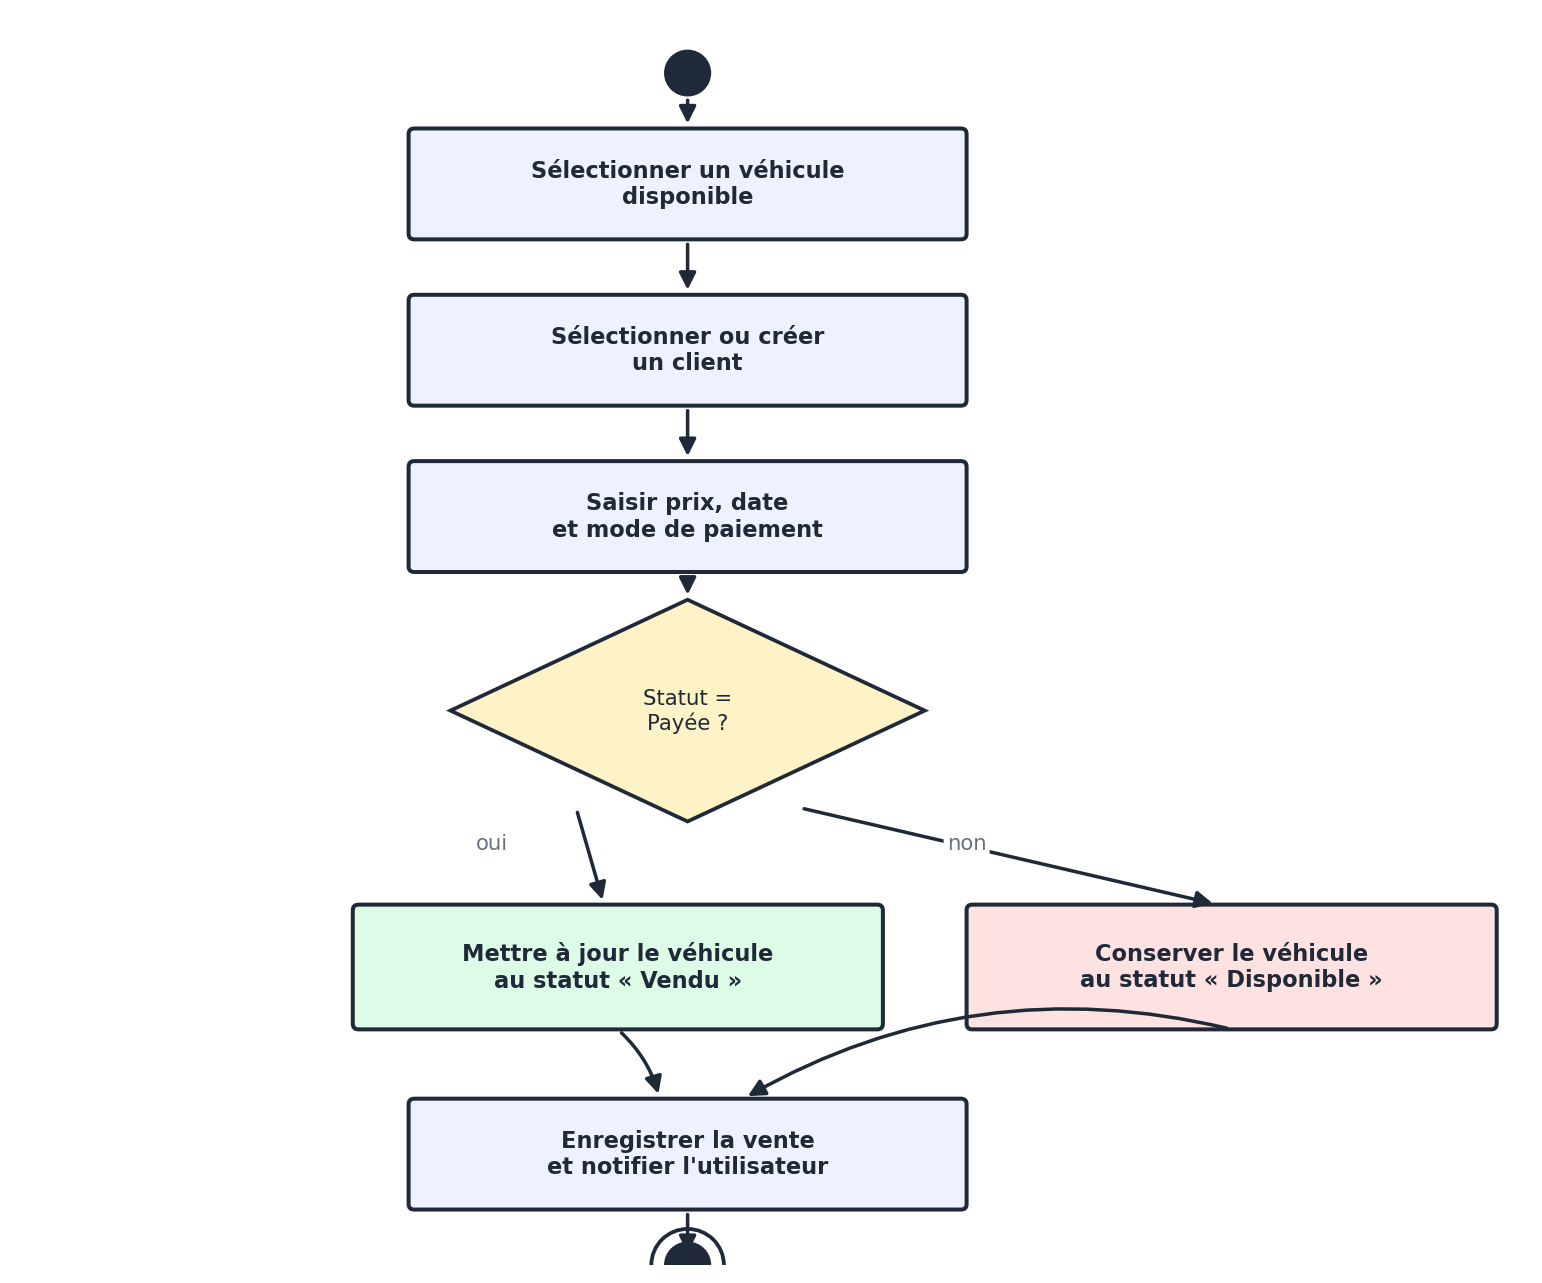 Sélectionner un véhicule
disponible
Sélectionner ou créer
un client
Saisir prix, date
et mode de paiement
Statut =
Payée ?
oui
non
Mettre à jour le véhicule
au statut « Vendu »
Conserver le véhicule
au statut « Disponible »
Enregistrer la vente
et notifier l'utilisateur